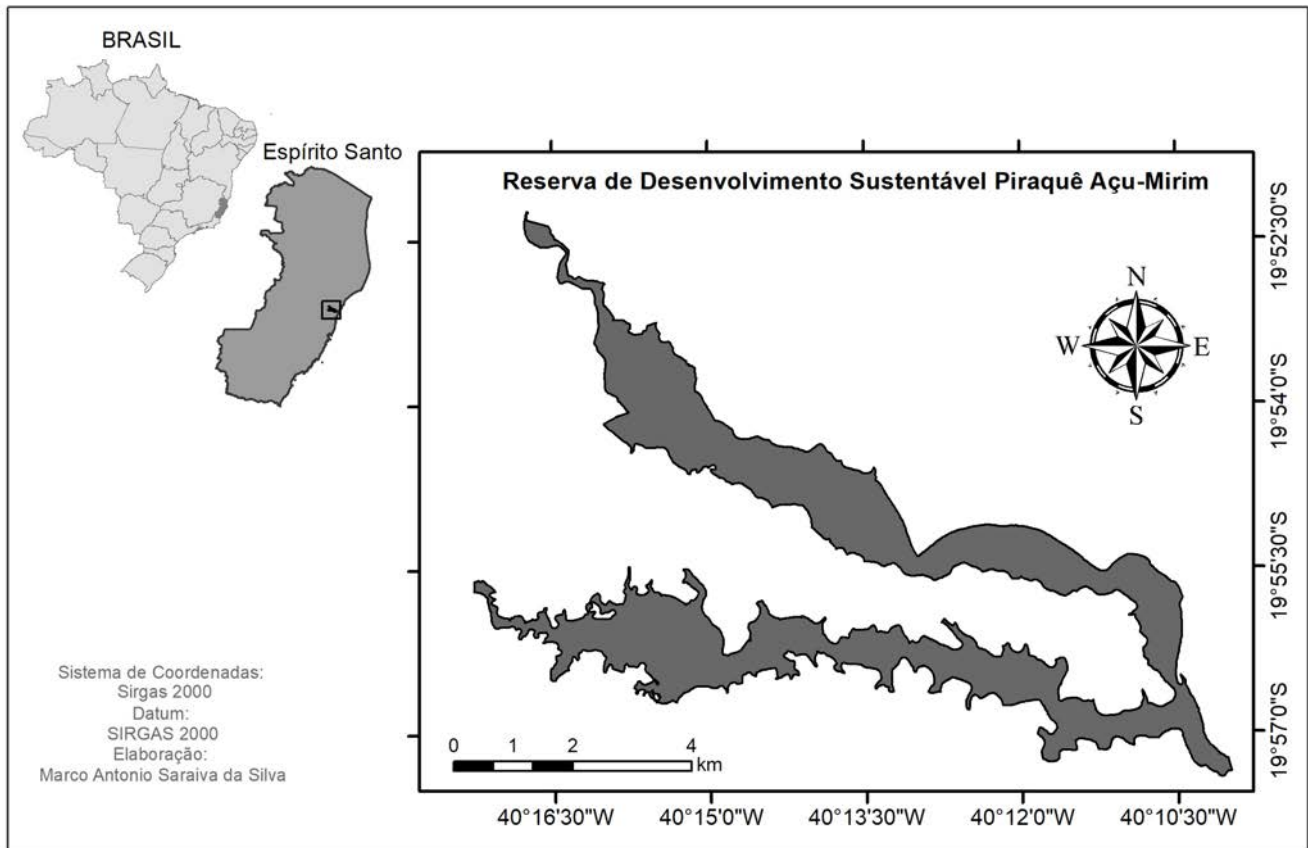 BRASIL
Espírito Santo
Reserva de Desenvolvimento Sustentável Piraquê Açu-Mirim
N
W
E
S
19°52'30"S
19°54'0"S
19°55'30"S
19°57'0"S
Sistema de Coordenadas:
Sirgas 2000
Datum:
SIRGAS 2000
Elaboração:
Marco Antonio Saraiva da Silva
0 1 2 4
km
40°16'30"W 40°15'0"W 40°13'30"W 40°12'0"W 40°10'30"W